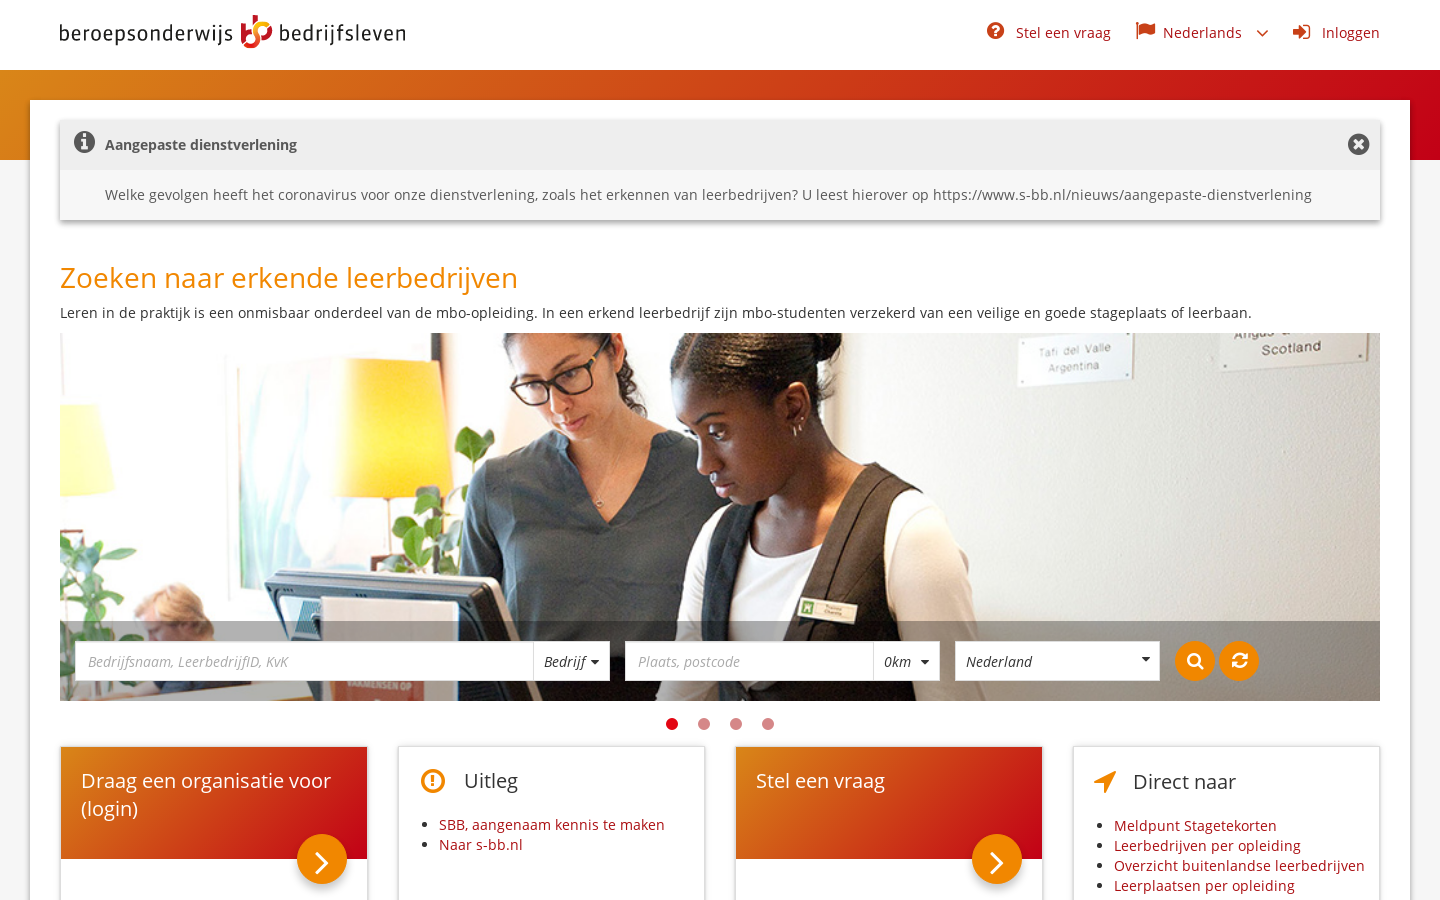 beroepsonderwijs bedrijfsleven
Stel een vraag
Nederlands
Inloggen
Aangepaste dienstverlening
Welke gevolgen heeft het coronavirus voor onze dienstverlening, zoals het erkennen van leerbedrijven? U leest hierover op https://www.s-bb.nl/nieuws/aangepaste-dienstverlening
Zoeken naar erkende leerbedrijven
Leren in de praktijk is een onmisbaar onderdeel van de mbo-opleiding. In een erkend leerbedrijf zijn mbo-studenten verzekerd van een veilige en goede stageplaats of leerbaan.
Tafi del Valle
Argentina
Scotland
Bedrijfsnaam, LeerbedrijfID, KvK
Bedrijf
Plaats, postcode
0km
Nederland
Draag een organisatie voor
(login)
Uitleg
SBB, aangenaam kennis te maken
Naar s-bb.nl
Stel een vraag
Direct naar
Meldpunt Stagetekorten
Leerbedrijven per opleiding
Overzicht buitenlandse leerbedrijven
Leerplaatsen per opleiding